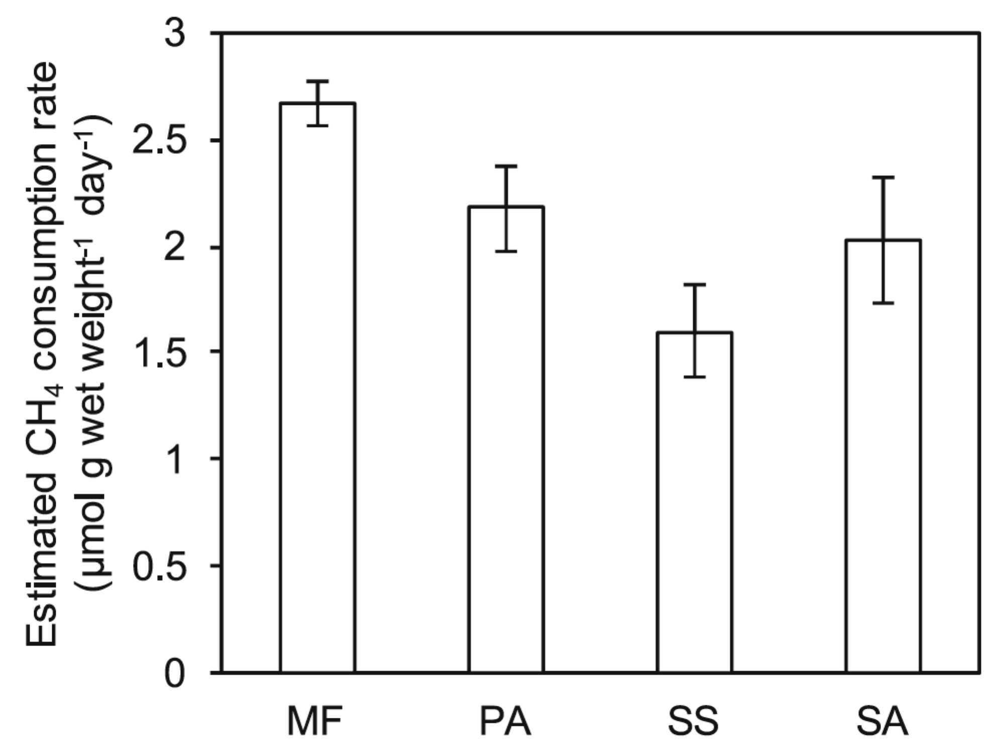 Estimated CH₄ consumption rate
(µmol g wet weight⁻¹ day⁻¹)
3
2.5
2
1.5
1
0.5
0
MF PA SS SA